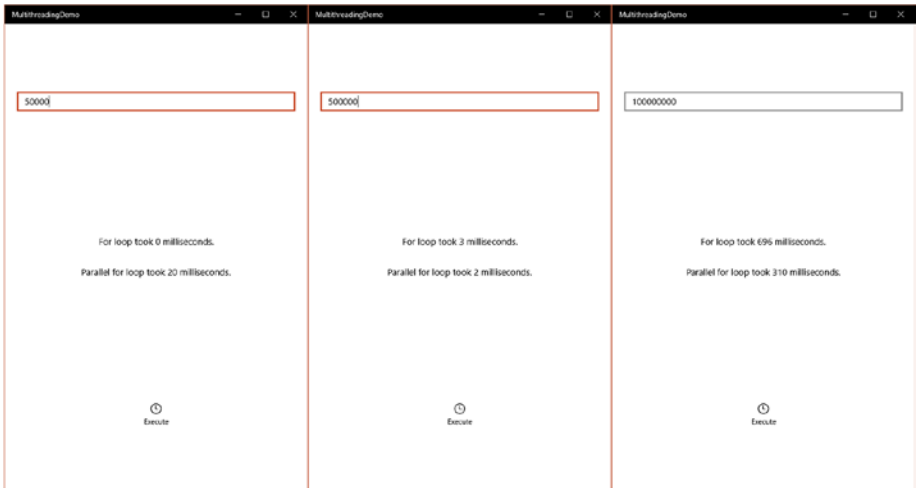 MultithreadingDemo
50000
For loop took 0 milliseconds.
Parallel for loop took 20 milliseconds.
Execute
MultithreadingDemo
500000
For loop took 3 milliseconds.
Parallel for loop took 2 milliseconds.
Execute
MultithreadingDemo
100000000
For loop took 696 milliseconds.
Parallel for loop took 310 milliseconds.
Execute